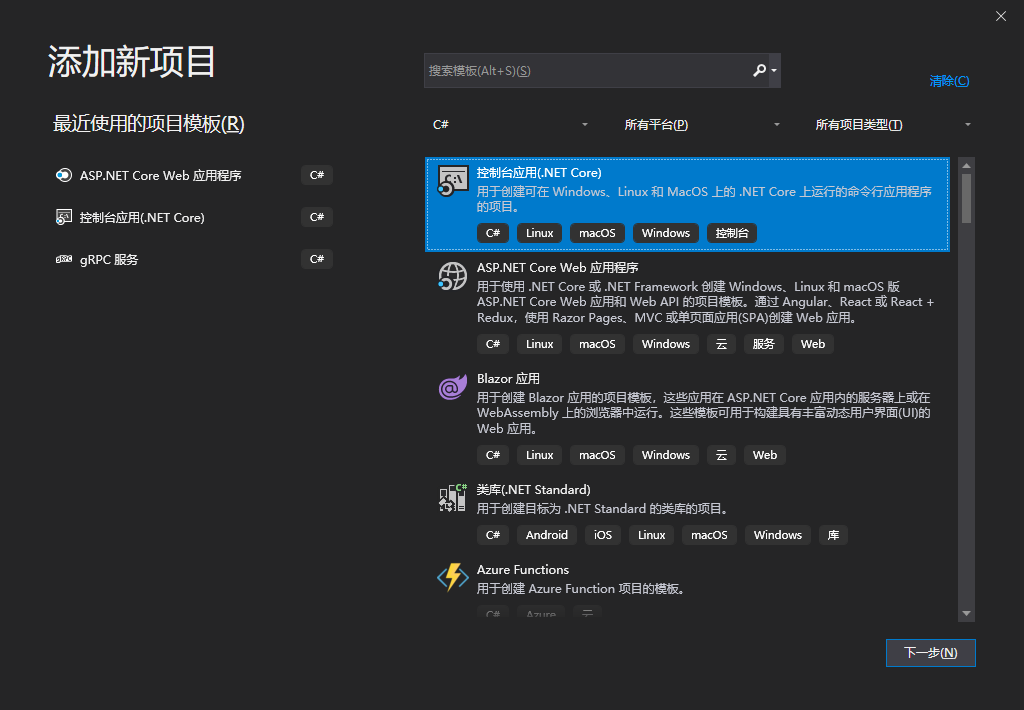 添加新项目
搜索模板(Alt+S)(S)
清除(C)
最近使用的项目模板(R)
C#
所有平台(P)
所有项目类型(T)
ASP.NET Core Web 应用程序
C#
控制台应用(.NET Core)
C#
gRPC 服务
C#
控制台应用(.NET Core)
用于创建可在 Windows、Linux 和 MacOS 上的 .NET Core 上运行的命令行应用程序
的项目。
C# Linux macOS Windows 控制台
ASP.NET Core Web 应用程序
用于使用 .NET Core 或 .NET Framework 创建 Windows、Linux 和 macOS 版
ASP.NET Core Web 应用和 Web API 的项目模板。通过 Angular、React 或 React +
Redux，使用 Razor Pages、MVC 或单页面应用(SPA)创建 Web 应用。
C# Linux macOS Windows 云 服务 Web
Blazor 应用
用于创建 Blazor 应用的项目模板，这些应用在 ASP.NET Core 应用内的服务器上或在
WebAssembly 上的浏览器中运行。这些模板可用于构建具有丰富动态用户界面(UI)的
Web 应用。
C# Linux macOS Windows 云 Web
类库(.NET Standard)
用于创建目标为 .NET Standard 的类库的项目。
C# Android iOS Linux macOS Windows 库
Azure Functions
用于创建 Azure Function 项目的模板。
C# Azure 云
下一步(N)